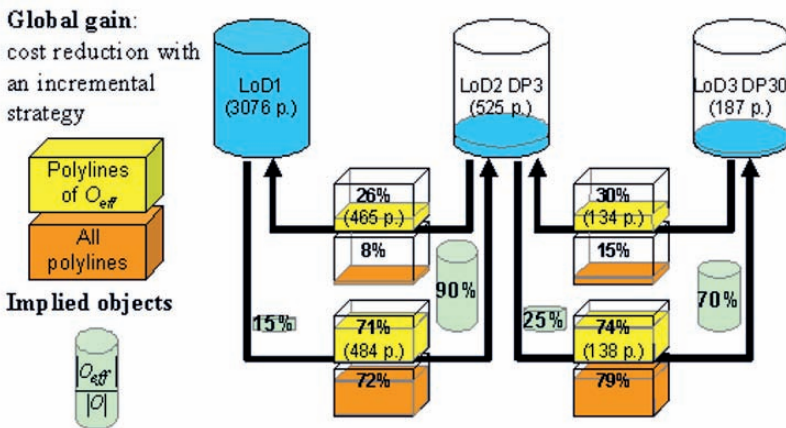 Global gain:
cost reduction with
an incremental
strategy
Polylines
of O_eff
All
polylines
Implied objects
|O_eff|
|O|
LoD1
(3076 p.)
LoD2 DP3
(525 p.)
LoD3 DP30
(187 p.)
26%
(465 p.)
8%
30%
(134 p.)
15%
15%
90%
25%
70%
71%
(484 p.)
72%
74%
(138 p.)
79%